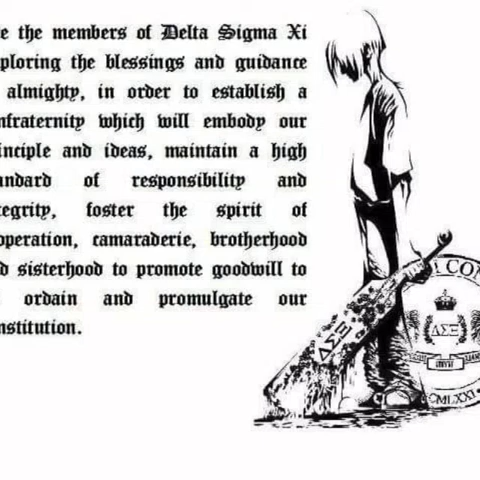 e the members of Delta Sigma Xi
ploring the blessings and guidance
almighty, in order to establish a
nfraternity which will embody our
inciple and ideas, maintain a high
andard of responsibility and
tegrity, foster the spirit of
operation, camaraderie, brotherhood
d sisterhood to promote goodwill to
ordain and promulgate our
nstitution.
ΔΣΞ
CON
ΔΣΞ
CMLXXI